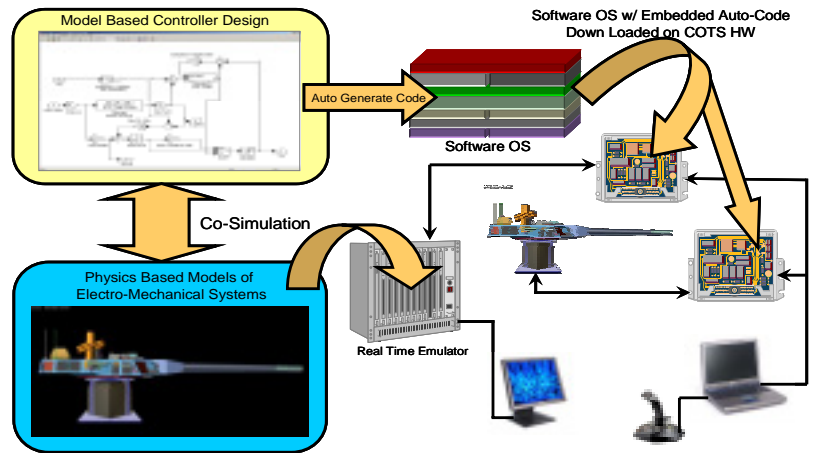 Model Based Controller Design
Software OS w/ Embedded Auto-Code
Down Loaded on COTS HW
Auto Generate Code
Software OS
Co-Simulation
Physics Based Models of
Electro-Mechanical Systems
Real Time Emulator